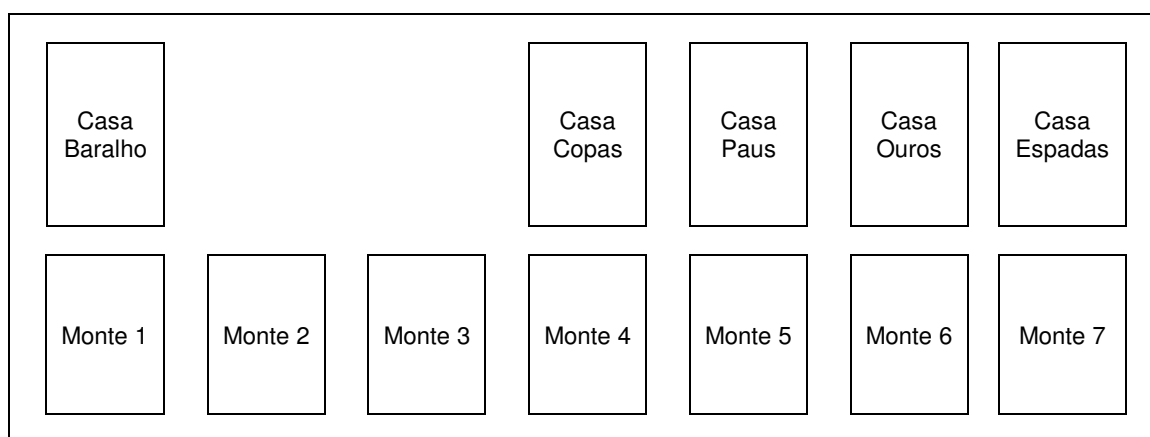 Casa
Baralho
Casa
Copas
Casa
Paus
Casa
Ouros
Casa
Espadas
Monte 1
Monte 2
Monte 3
Monte 4
Monte 5
Monte 6
Monte 7